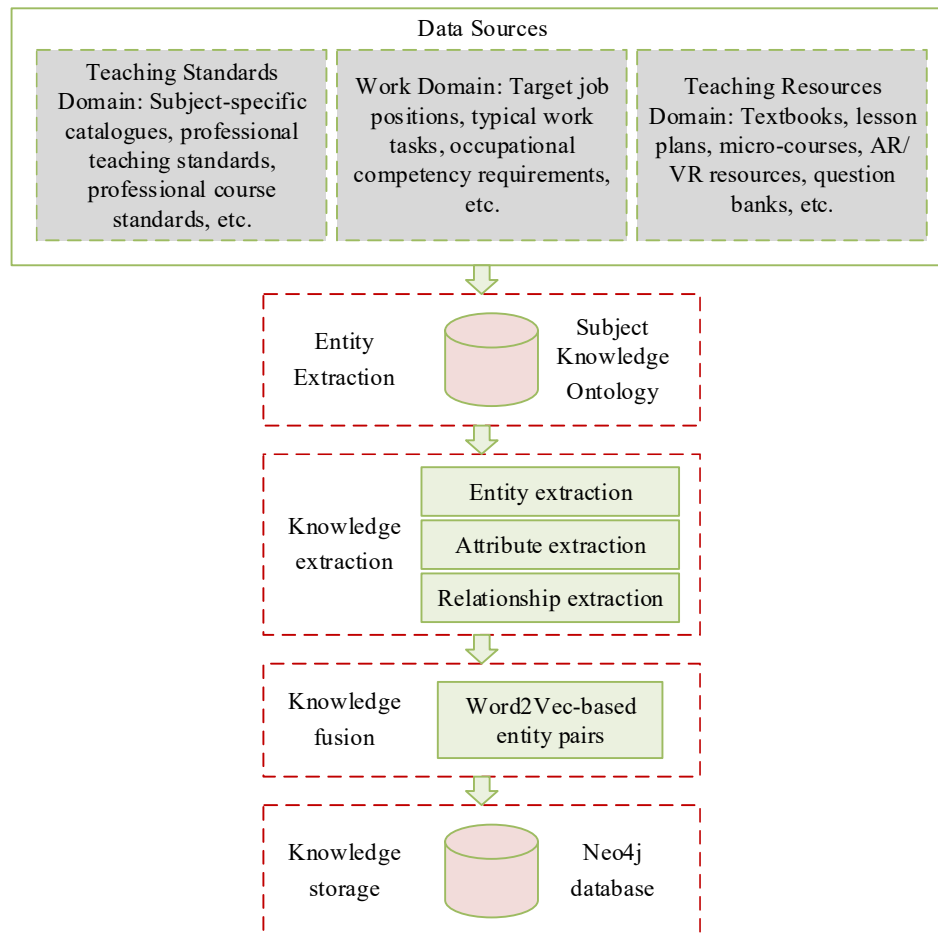 Data Sources
Teaching Standards
Domain: Subject-specific
catalogues, professional
teaching standards,
professional course
standards, etc.
Work Domain: Target job
positions, typical work
tasks, occupational
competency requirements,
etc.
Teaching Resources
Domain: Textbooks, lesson
plans, micro-courses, AR/
VR resources, question
banks, etc.
Entity
Extraction
Subject
Knowledge
Ontology
Knowledge
extraction
Entity extraction
Attribute extraction
Relationship extraction
Knowledge
fusion
Word2Vec-based
entity pairs
Knowledge
storage
Neo4j
database